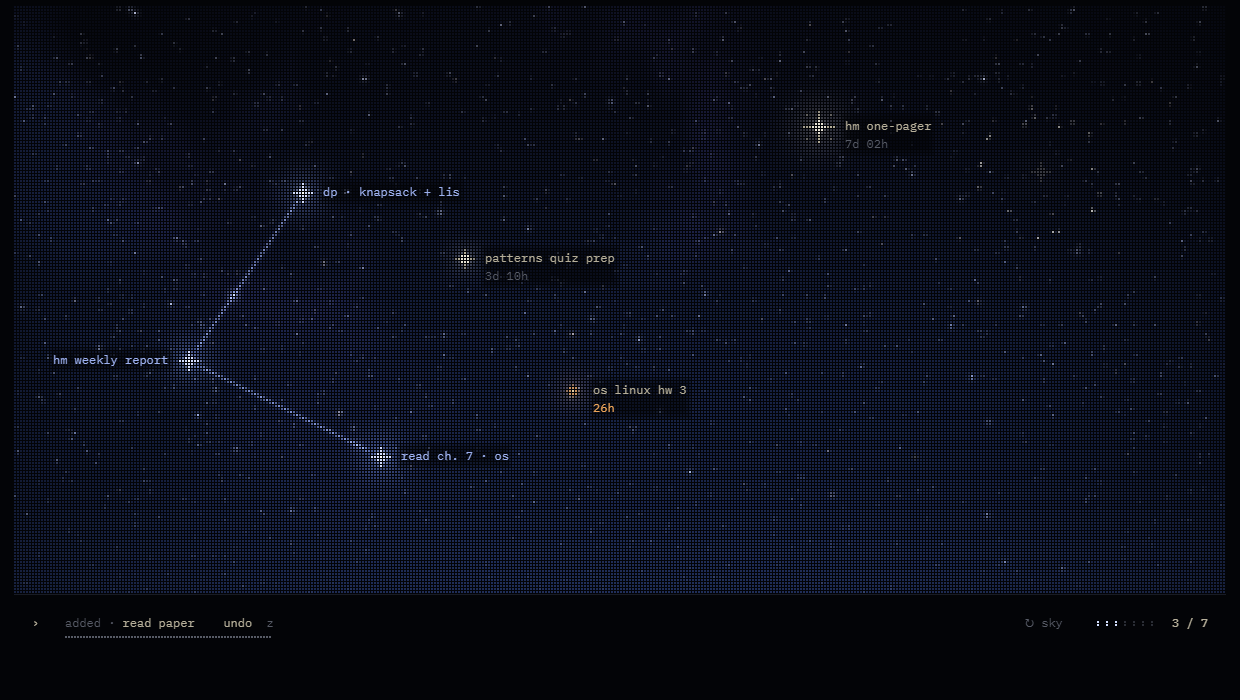 hm one-pager
7d 02h
dp · knapsack + lis
patterns quiz prep
3d 10h
hm weekly report
os linux hw 3
26h
read ch. 7 · os
› added · read paper undo z ↻ sky 3 / 7